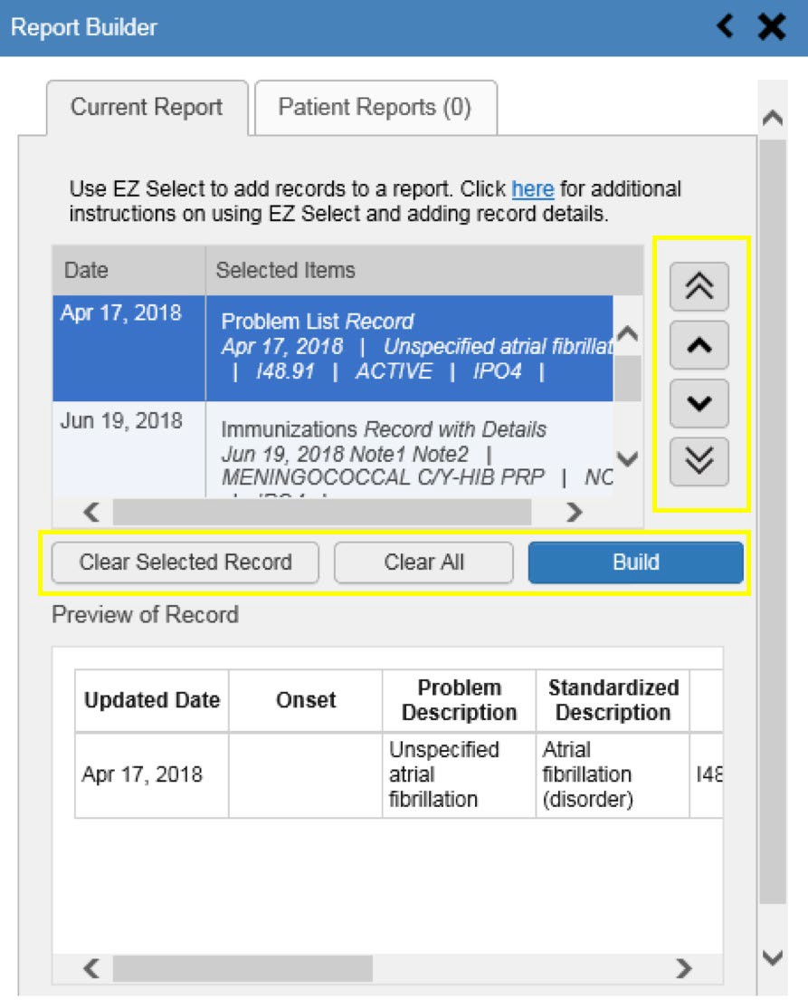 Report Builder
Current Report
Patient Reports (0)
Use EZ Select to add records to a report. Click here for additional
instructions on using EZ Select and adding record details.
Date Selected Items
Apr 17, 2018
Problem List Record
Apr 17, 2018 | Unspecified atrial fibrillat
| I48.91 | ACTIVE | IPO4 |
Jun 19, 2018
Immunizations Record with Details
Jun 19, 2018 Note1 Note2 |
MENINGOCOCCAL C/Y-HIB PRP | NO
Clear Selected Record Clear All Build
Preview of Record
Updated Date Onset Problem Description Standardized Description
Apr 17, 2018 Unspecified atrial fibrillation Atrial fibrillation (disorder) I48